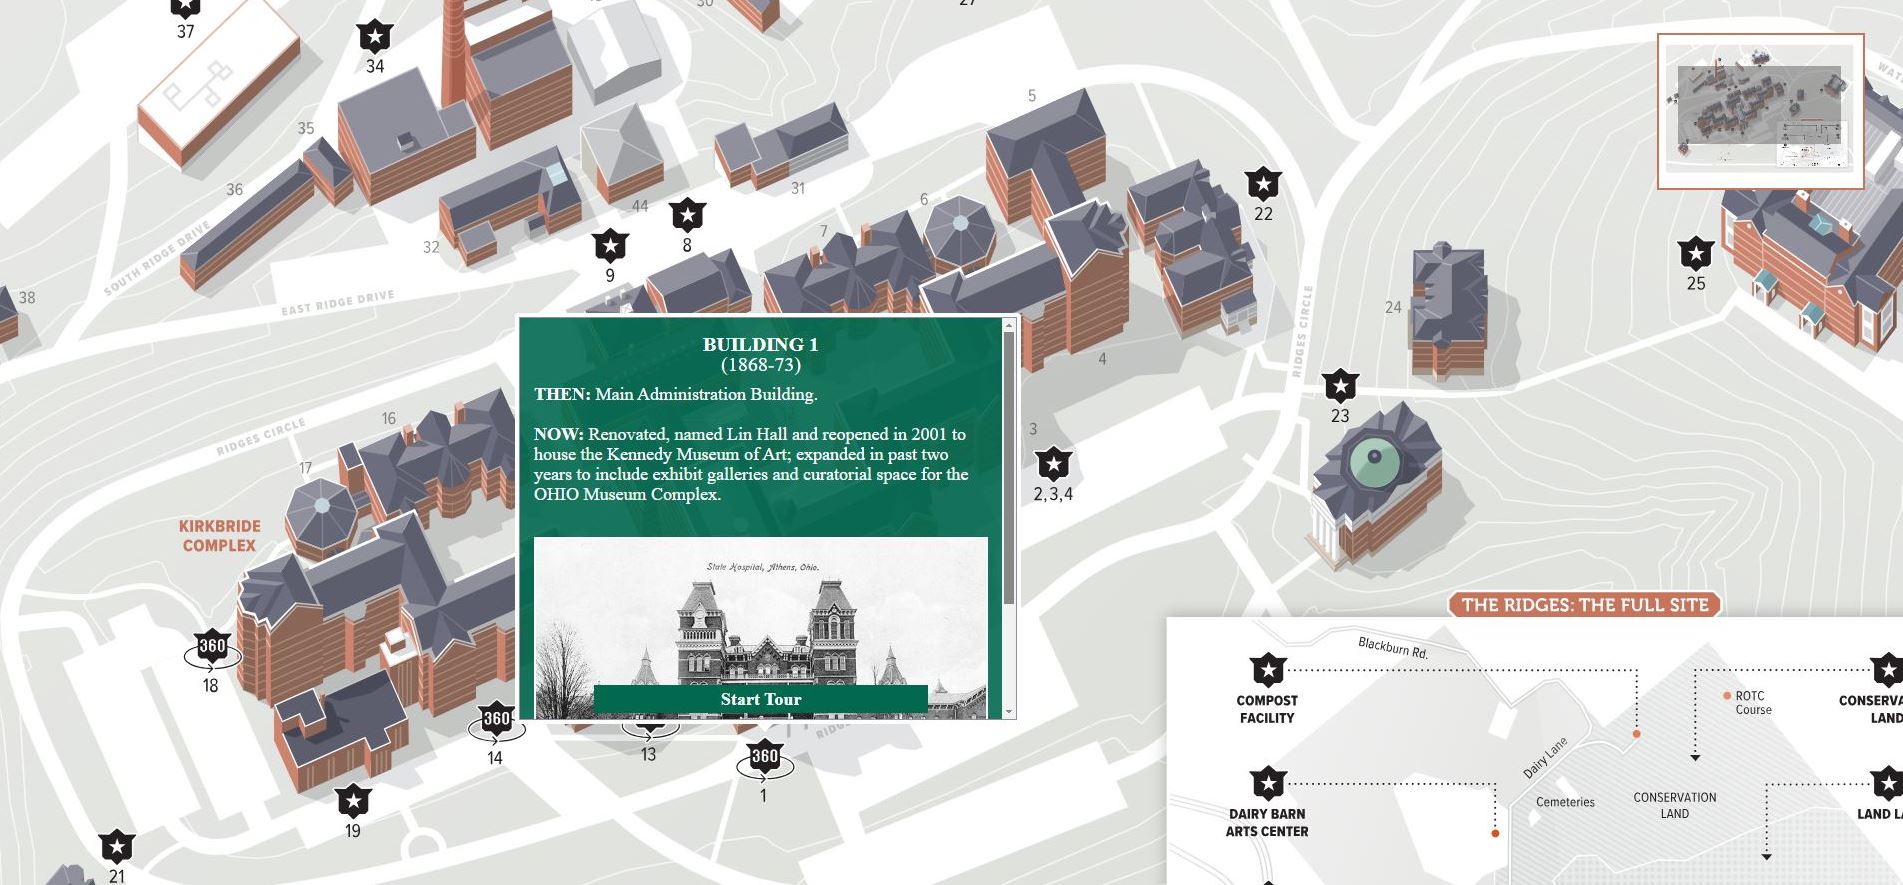 37
34
30
27
35
36
SOUTH RIDGE DRIVE
32
44
31
5
6
7
9
8
22
38
EAST RIDGE DRIVE
RIDGES CIRCLE
24
25
23
4
3
2,3,4
16
17
RIDGES CIRCLE
KIRKBRIDE
COMPLEX
BUILDING 1
(1868-73)
THEN: Main Administration Building.
NOW: Renovated, named Lin Hall and reopened in 2001 to
house the Kennedy Museum of Art; expanded in past two
years to include exhibit galleries and curatorial space for the
OHIO Museum Complex.
State Hospital, Athens, Ohio.
Start Tour
360
18
360
14
13
360
1
19
21
THE RIDGES: THE FULL SITE
Blackburn Rd.
COMPOST
FACILITY
ROTC
Course
CONSERVA
LAND
Dairy Lane
Cemeteries
CONSERVATION
LAND
DAIRY BARN
ARTS CENTER
LAND LA